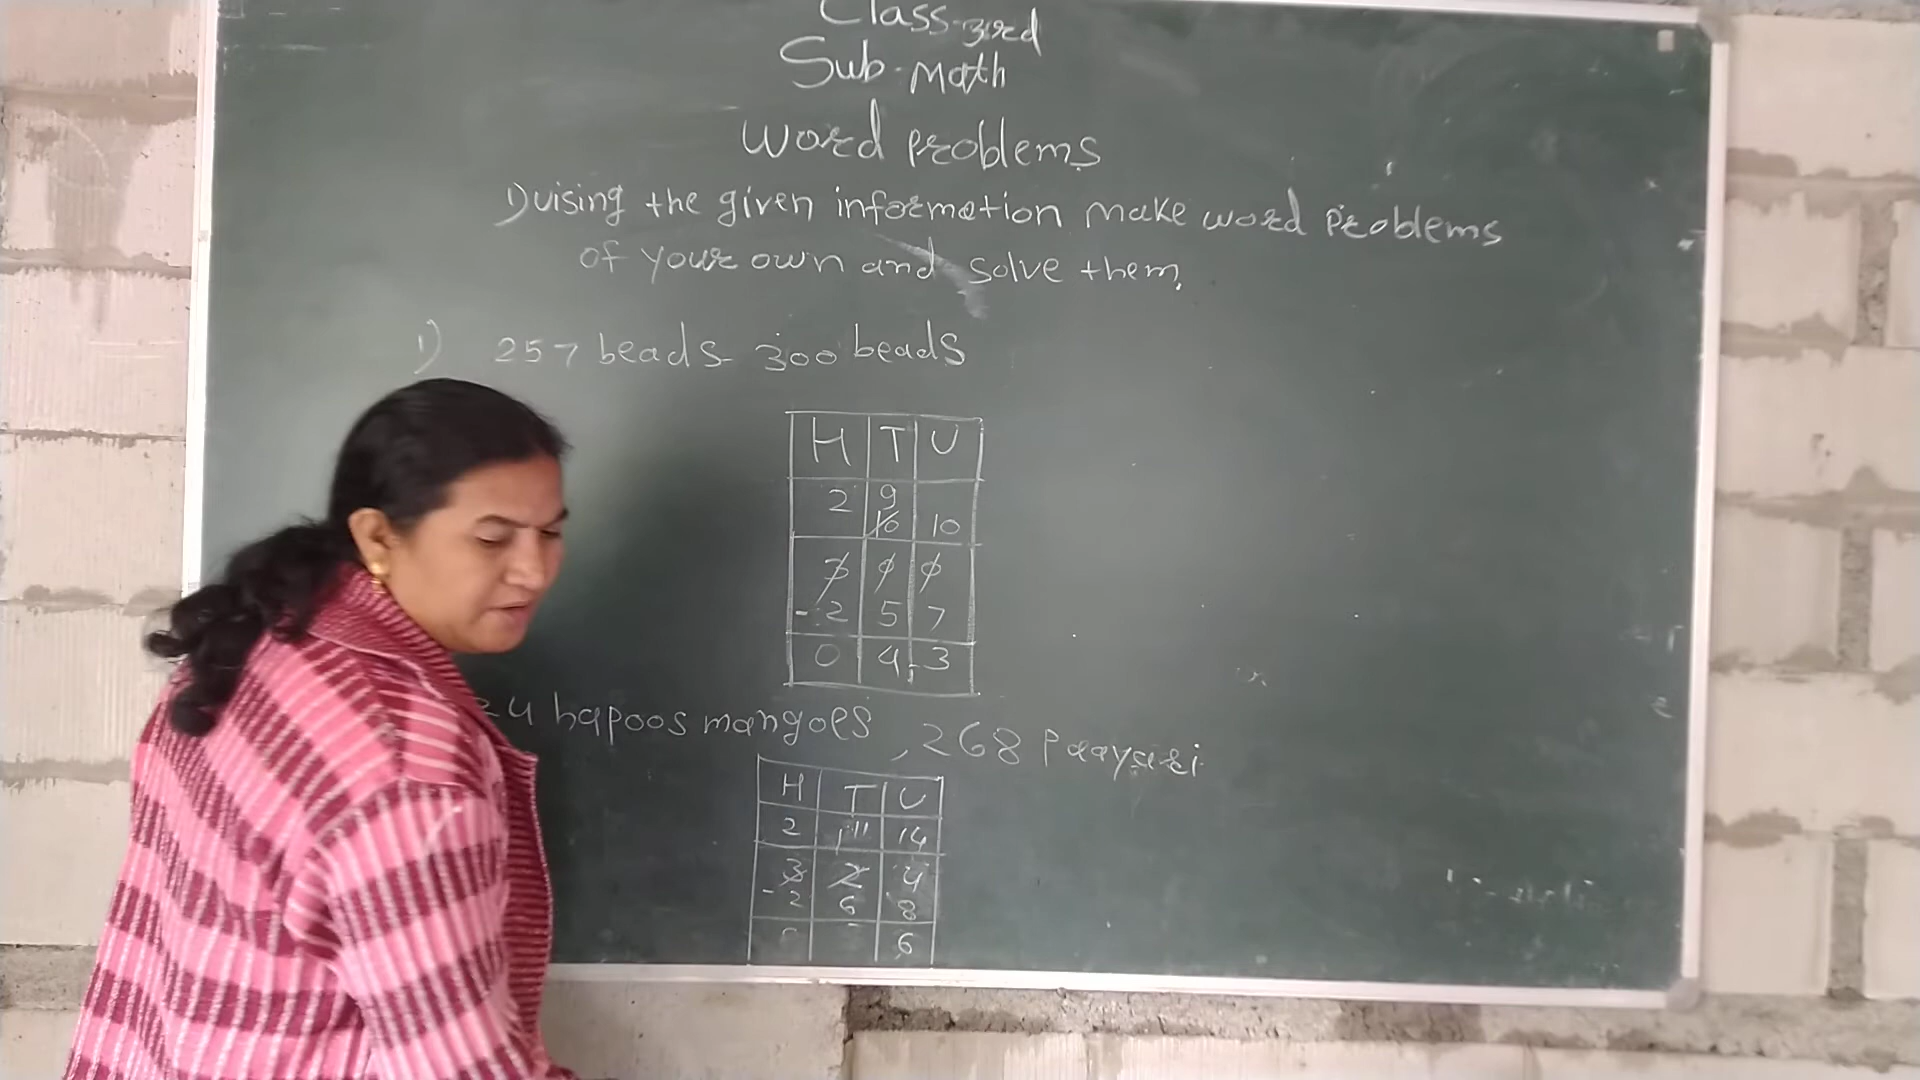 Class-3rd
Sub-Math
Word problems
1) uising the given information make word problems
of your own and solve them.
1) 257 beads 300 beads
H T U
2 9
10 10
3 0 0
- 2 5 7
0 4 3
24 hapoos mangoes, 268 Paayari
H T U
2 11 14
3 2 4
- 2 6 8
6